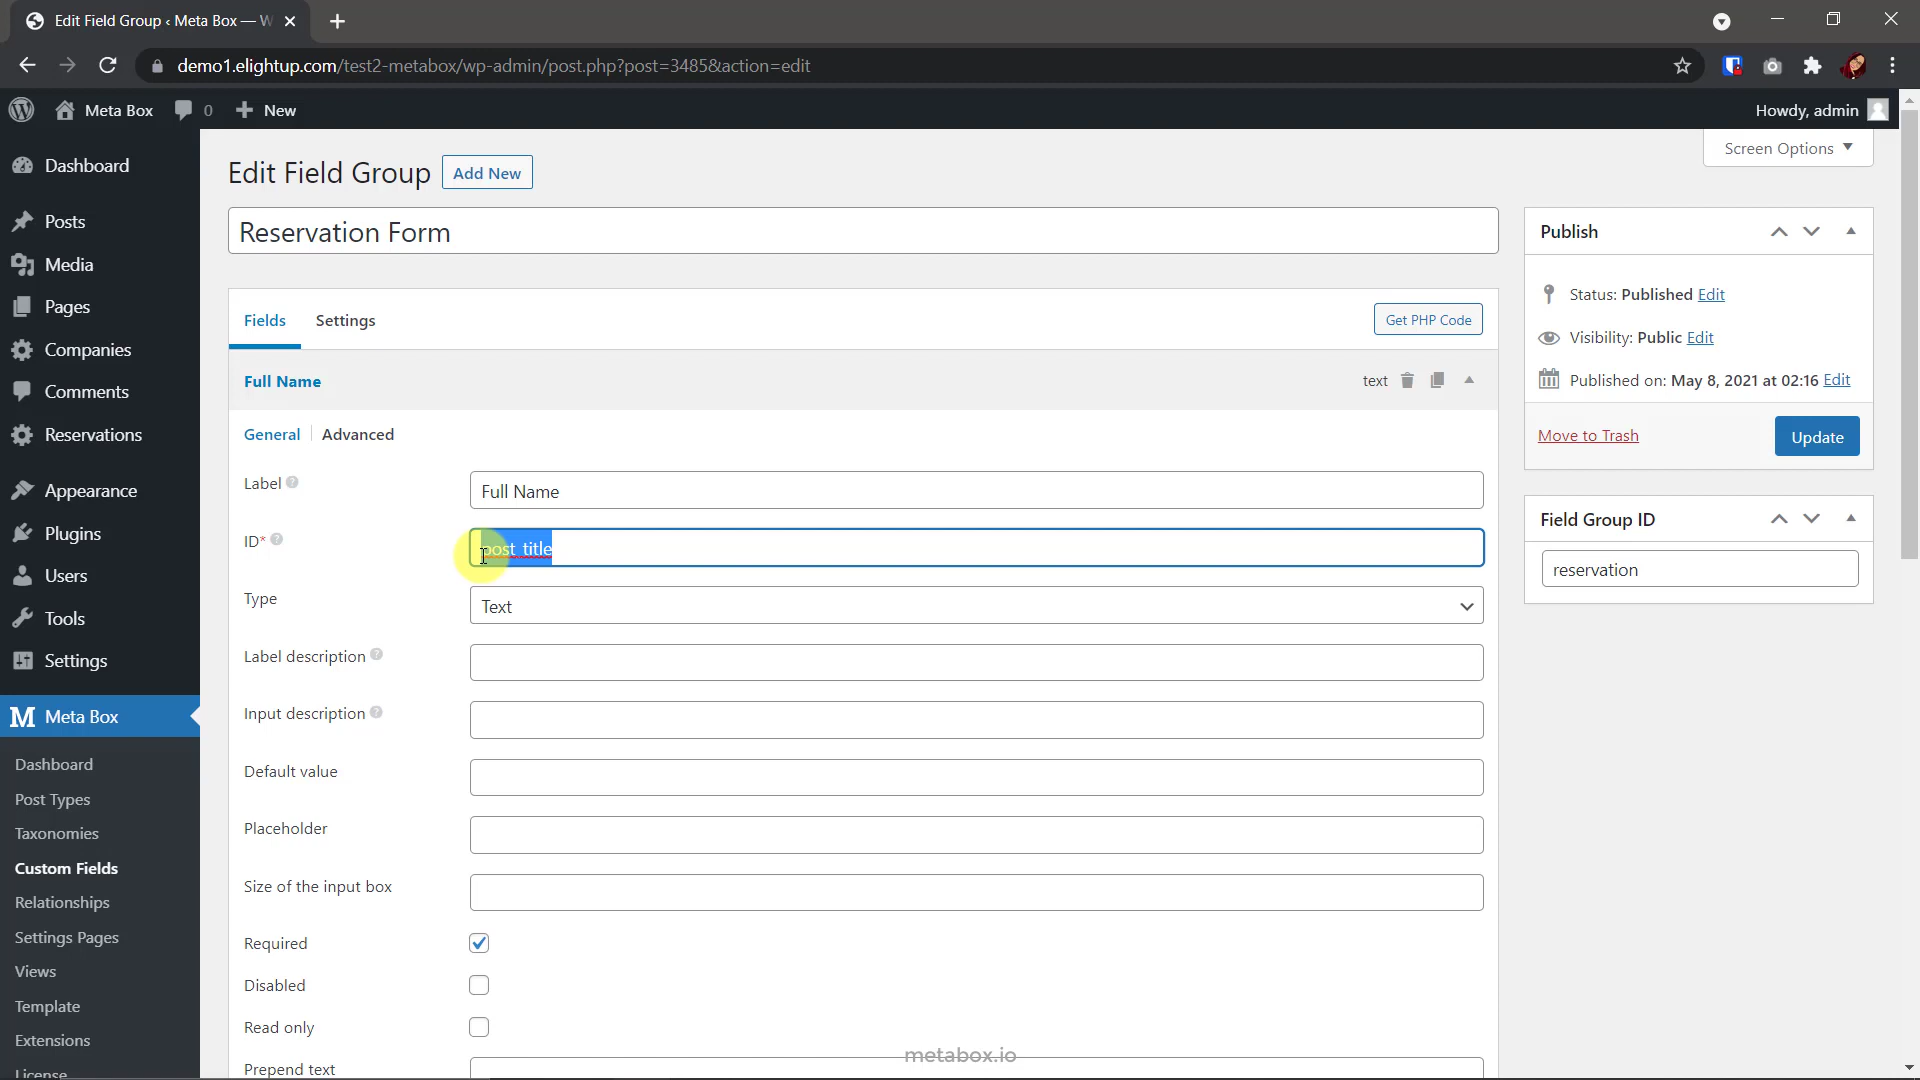 Edit Field Group ‹ Meta Box — W
demo1.elightup.com/test2-metabox/wp-admin/post.php?post=3485&action=edit
Meta Box 0 New Howdy, admin
Screen Options
Dashboard
Posts
Media
Pages
Companies
Comments
Reservations
Appearance
Plugins
Users
Tools
Settings
Meta Box
Dashboard
Post Types
Taxonomies
Custom Fields
Relationships
Settings Pages
Views
Template
Extensions
License
Edit Field Group Add New
Reservation Form
Fields Settings Get PHP Code
Full Name text
General Advanced
Label Full Name
ID* post_title
Type Text
Label description
Input description
Default value
Placeholder
Size of the input box
Required
Disabled
Read only
Prepend text
Publish
Status: Published Edit
Visibility: Public Edit
Published on: May 8, 2021 at 02:16 Edit
Move to Trash Update
Field Group ID
reservation
metabox.io